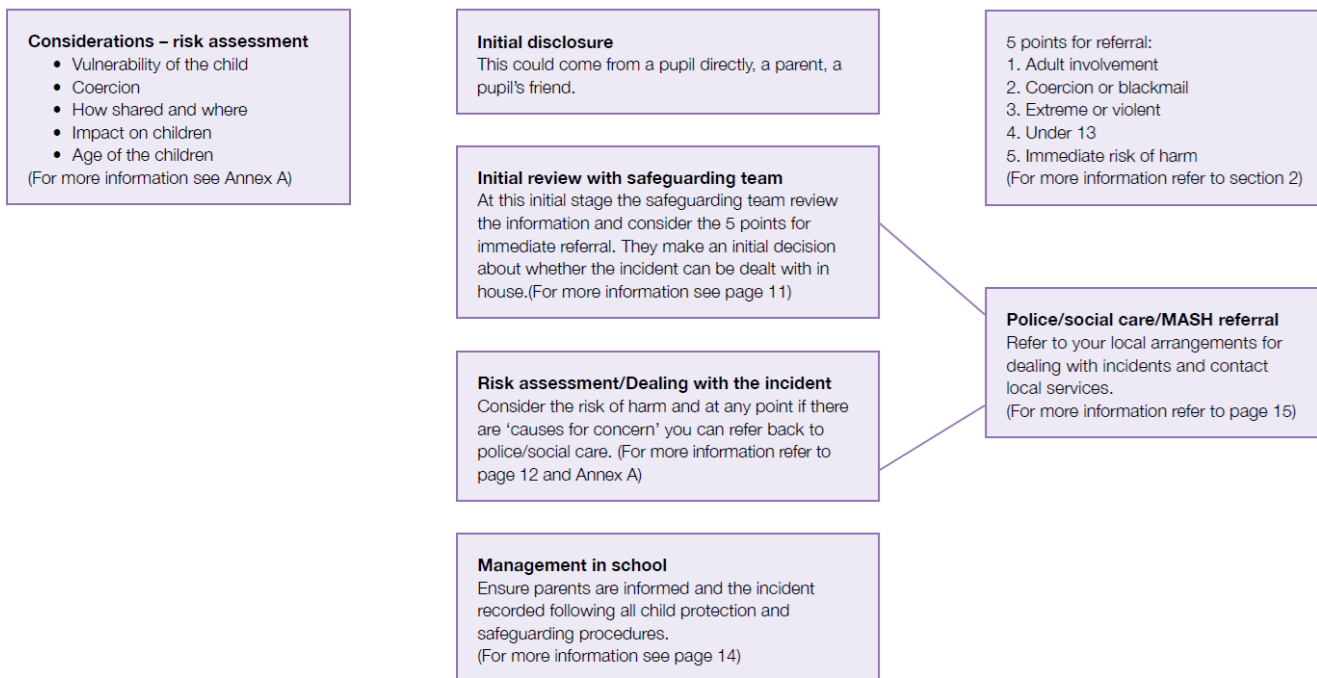 Considerations – risk assessment
• Vulnerability of the child
• Coercion
• How shared and where
• Impact on children
• Age of the children
(For more information see Annex A)
Initial disclosure
This could come from a pupil directly, a parent, a
pupil's friend.
Initial review with safeguarding team
At this initial stage the safeguarding team review
the information and consider the 5 points for
immediate referral. They make an initial decision
about whether the incident can be dealt with in
house.(For more information see page 11)
Risk assessment/Dealing with the incident
Consider the risk of harm and at any point if there
are ‘causes for concern’ you can refer back to
police/social care. (For more information refer to
page 12 and Annex A)
Management in school
Ensure parents are informed and the incident
recorded following all child protection and
safeguarding procedures.
(For more information see page 14)
5 points for referral:
1. Adult involvement
2. Coercion or blackmail
3. Extreme or violent
4. Under 13
5. Immediate risk of harm
(For more information refer to section 2)
Police/social care/MASH referral
Refer to your local arrangements for
dealing with incidents and contact
local services.
(For more information refer to page 15)